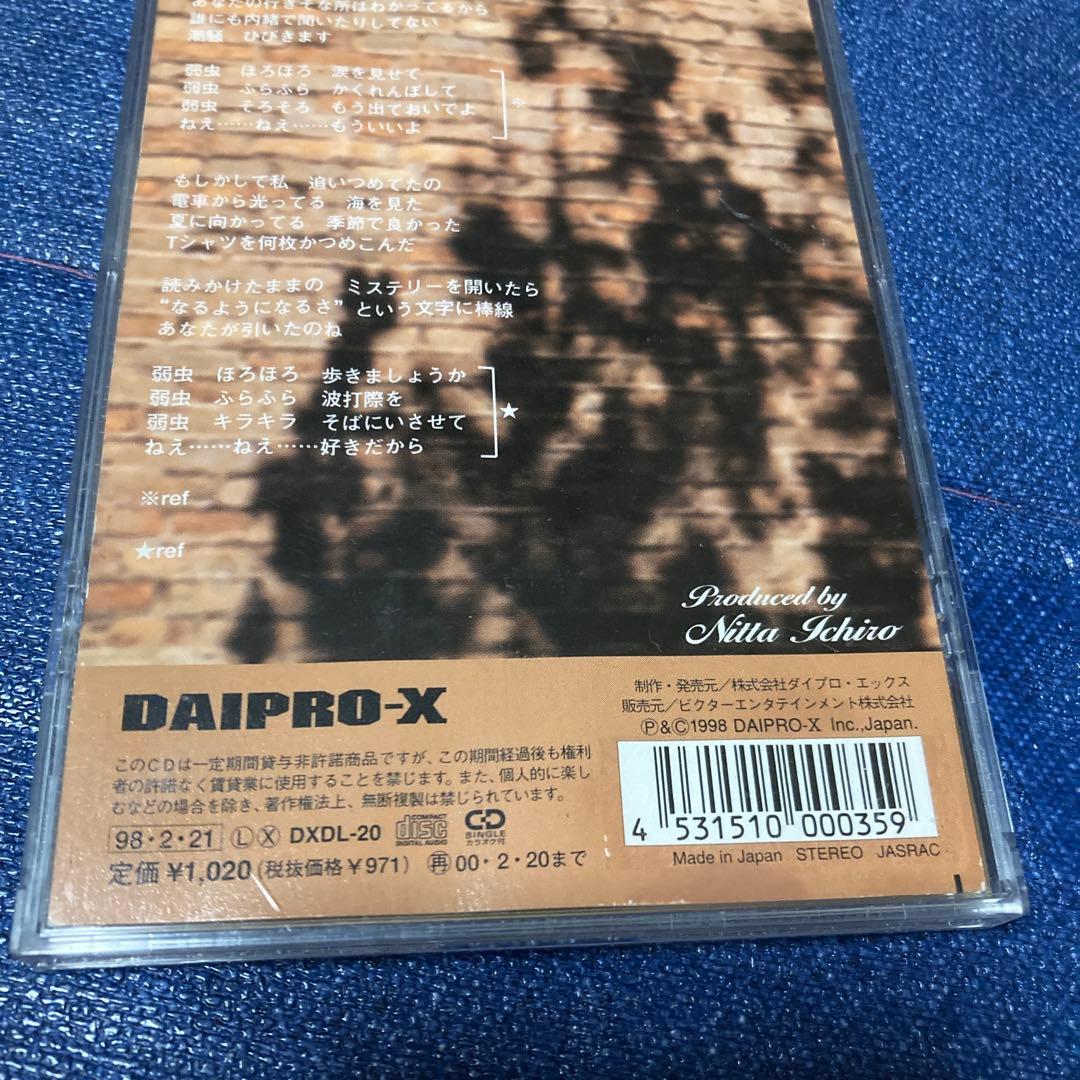 あなたの行きそな所はわかってるから
誰にも内緒で聞いたりしてない
潮騒　ひびきます
弱虫　ほろほろ　涙を見せて
弱虫　ふらふら　かくれんぼして
弱虫　そろそろ　もう出ておいでよ
ねえ……ねえ……もういいよ
※
もしかして私　追いつめてたの
電車から光ってる　海を見た
夏に向かってる　季節で良かった
Tシャツを何枚かつめこんだ
読みかけたままの　ミステリーを開いたら
“なるようになるさ”という文字に棒線
あなたが引いたのね
弱虫　ほろほろ　歩きましょうか
弱虫　ふらふら　波打際を
弱虫　キラキラ　そばにいさせて
ねえ……ねえ……好きだから
★
※ref
★ref
Produced by
Nitta Ichiro
DAIPRO-X
制作・発売元／株式会社ダイプロ・エックス
販売元／ビクターエンタテインメント株式会社
Ⓟ&©1998 DAIPRO-X Inc.,Japan.
このCDは一定期間貸与非許諾商品ですが、この期間経過後も権利
者の許諾なく賃貸業に使用することを禁じます。また、個人的に楽し
むなどの場合を除き、著作権法上、無断複製は禁じられています。
98・2・21 Ⓛ Ⓧ DXDL-20 COMPACT disc DIGITAL AUDIO CD SINGLE カラオケ付
定価 ¥1,020 (税抜価格¥971) 再 00・2・20まで
4 531510 000359
Made in Japan STEREO JASRAC